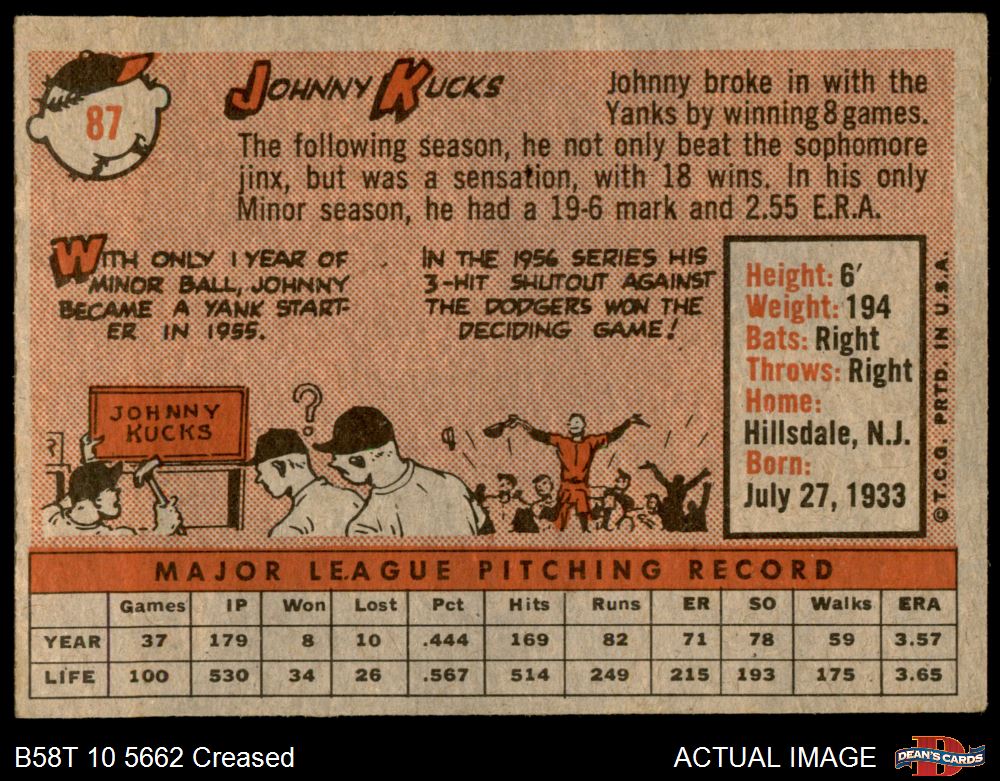 87
JOHNNY KUCKS
Johnny broke in with the
Yanks by winning 8 games.
The following season, he not only beat the sophomore
jinx, but was a sensation, with 18 wins. In his only
Minor season, he had a 19-6 mark and 2.55 E.R.A.
WITH ONLY 1 YEAR OF
MINOR BALL, JOHNNY
BECAME A YANK START-
ER IN 1955.
IN THE 1956 SERIES HIS
3-HIT SHUTOUT AGAINST
THE DODGERS WON THE
DECIDING GAME!
JOHNNY
KUCKS
?
Height: 6′
Weight: 194
Bats: Right
Throws: Right
Home:
Hillsdale, N.J.
Born:
July 27, 1933
© T.C.G. PRTD. IN U.S.A.
MAJOR LEAGUE PITCHING RECORD
Games IP Won Lost Pct Hits Runs ER SO Walks ERA
YEAR 37 179 8 10 .444 169 82 71 78 59 3.57
LIFE 100 530 34 26 .567 514 249 215 193 175 3.65
B58T 10 5662 Creased
ACTUAL IMAGE
D
DEAN'S CARDS